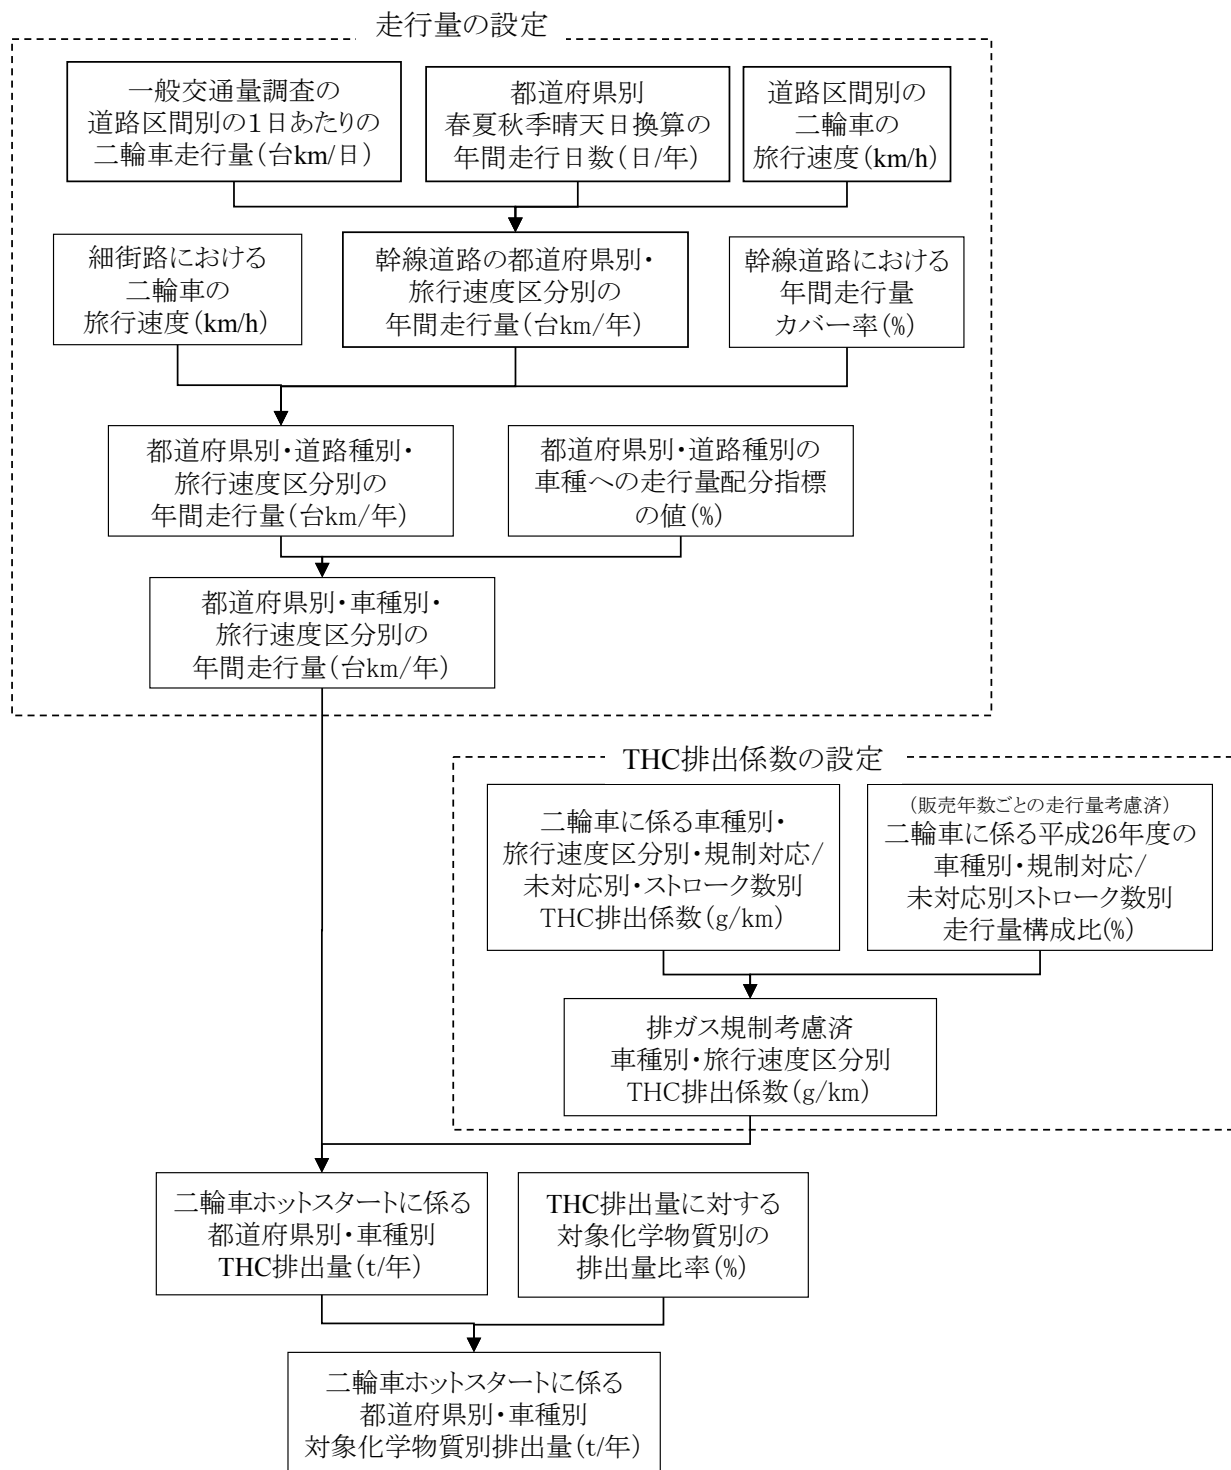 走行量の設定
一般交通量調査の
道路区間別の１日あたりの
二輪車走行量(台km/日)
都道府県別
春夏秋季晴天日換算の
年間走行日数(日/年)
道路区間別の
二輪車の
旅行速度(km/h)
細街路における
二輪車の
旅行速度(km/h)
幹線道路の都道府県別・
旅行速度区分別の
年間走行量(台km/年)
幹線道路における
年間走行量
カバー率(%)
都道府県別・道路種別・
旅行速度区分別の
年間走行量(台km/年)
都道府県別・道路種別の
車種への走行量配分指標
の値(%)
都道府県別・車種別・
旅行速度区分別の
年間走行量(台km/年)
THC排出係数の設定
二輪車に係る車種別・
旅行速度区分別・規制対応/
未対応別・ストローク数別
THC排出係数(g/km)
(販売年数ごとの走行量考慮済)
二輪車に係る平成26年度の
車種別・規制対応/
未対応別ストローク数別
走行量構成比(%)
排ガス規制考慮済
車種別・旅行速度区分別
THC排出係数(g/km)
二輪車ホットスタートに係る
都道府県別・車種別
THC排出量(t/年)
THC排出量に対する
対象化学物質別の
排出量比率(%)
二輪車ホットスタートに係る
都道府県別・車種別
対象化学物質別排出量(t/年)